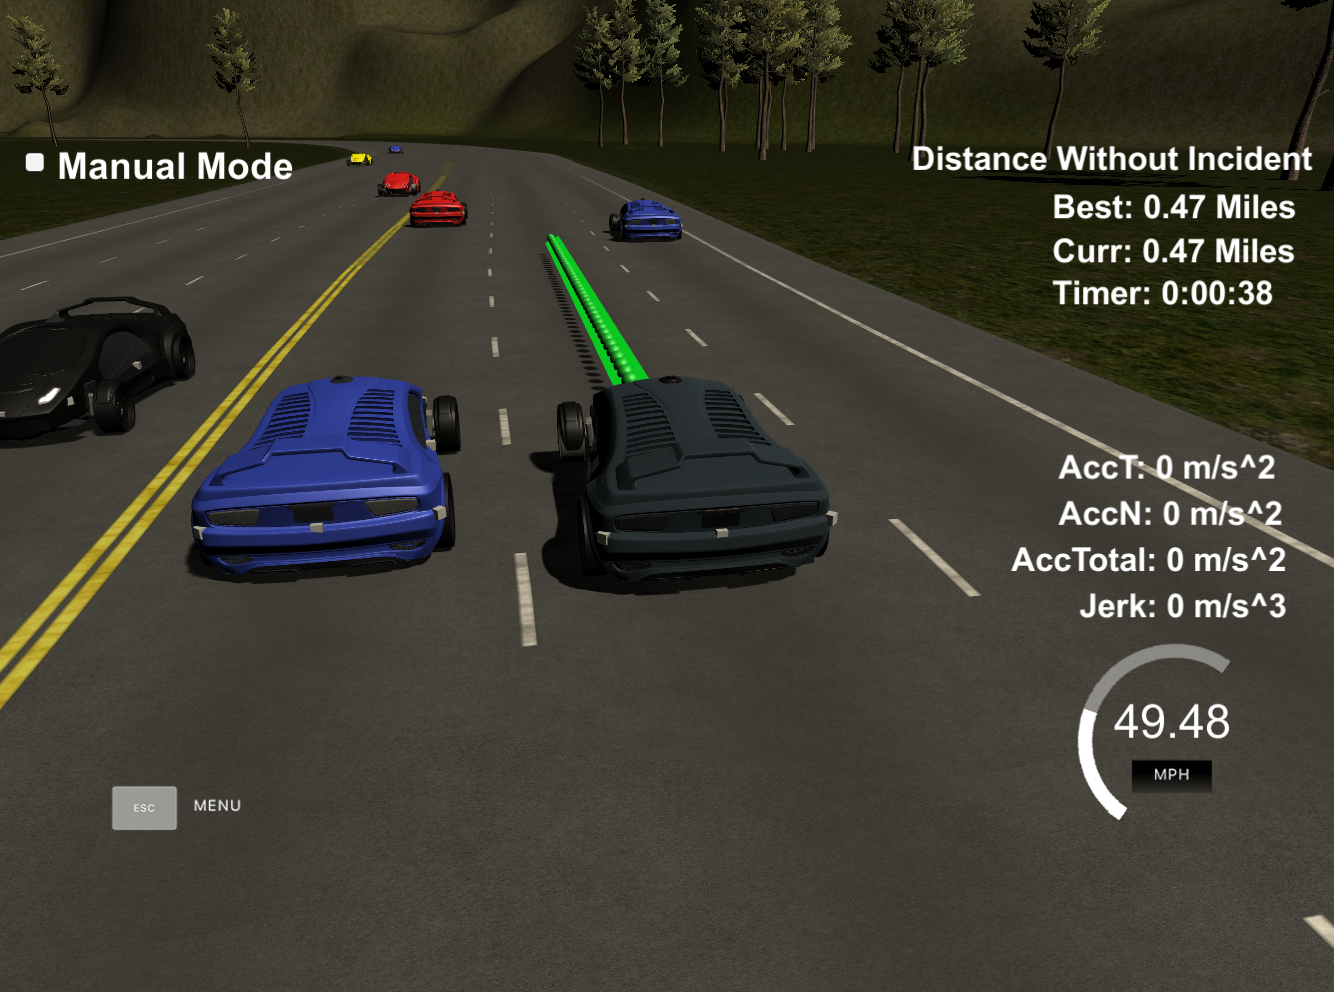 Manual Mode
Distance Without Incident
Best: 0.47 Miles
Curr: 0.47 Miles
Timer: 0:00:38
AccT: 0 m/s^2
AccN: 0 m/s^2
AccTotal: 0 m/s^2
Jerk: 0 m/s^3
49.48
MPH
ESC MENU